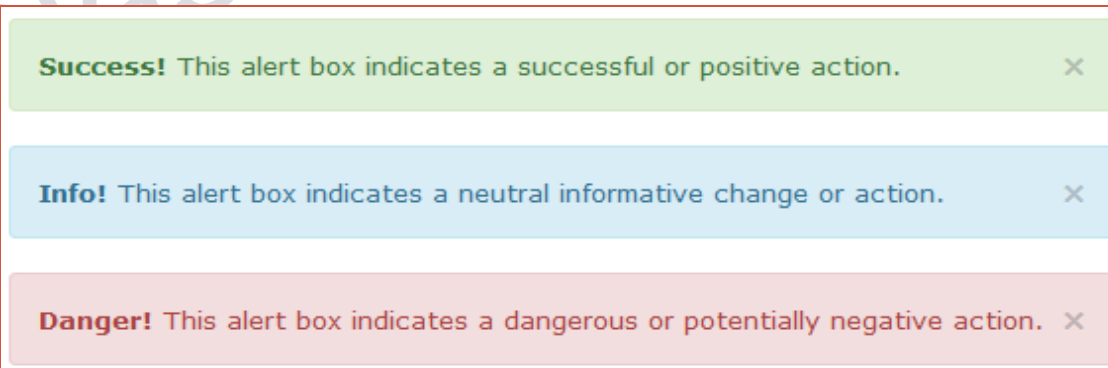 Success! This alert box indicates a successful or positive action. ×
Info! This alert box indicates a neutral informative change or action. ×
Danger! This alert box indicates a dangerous or potentially negative action. ×